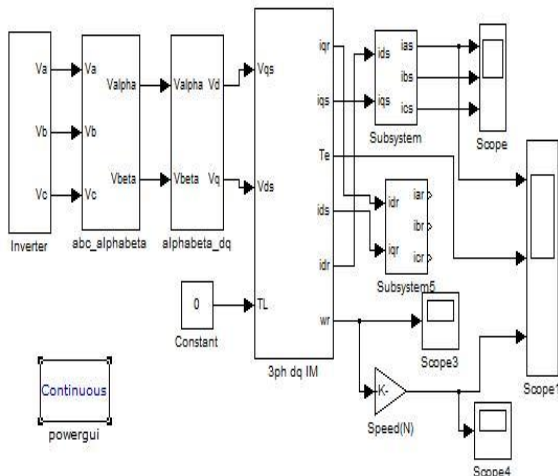 Va
Vb
Vc
Inverter
Va
Vb
Vc
Valpha
Vbeta
abc_alphabeta
Valpha
Vbeta
Vd
Vq
alphabeta_dq
Vqs
Vds
TL
iqr
iqs
Te
ids
idr
wr
3ph dq IM
0
Constant
ids
iqs
ias
ibs
ics
Subsystem
Scope
idr
iqr
iar
ibr
icr
Subsystem5
Scope3
Scope1
K-
Speed(N)
Scope4
Continuous
powergui